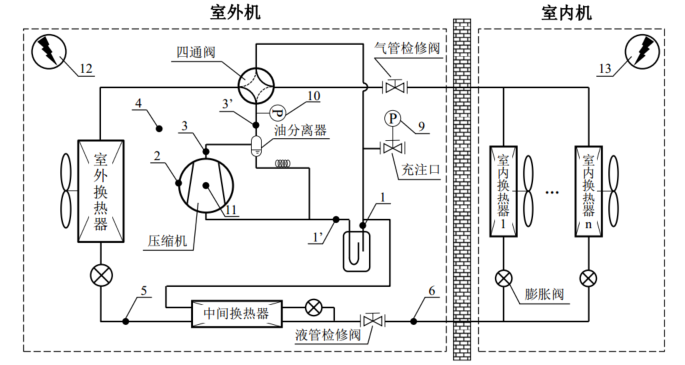 室外机
室内机
12
四通阀
气管检修阀
13
P
10
3'
4
油分离器
P
9
3
充注口
2
室外换热器
11
压缩机
1'
1
室内换热器1
...
室内换热器n
5
中间换热器
6
膨胀阀
液管检修阀